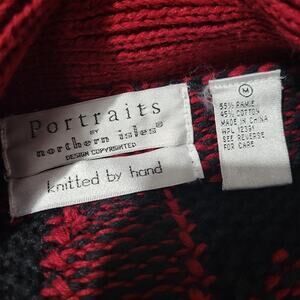 Portraits
BY
northern isles®
DESIGN COPYRIGHTED
knitted by hand
M
55% RAMIE
45% COTTON
MADE IN CHINA
WPL 12391
SEE REVERSE
FOR CARE